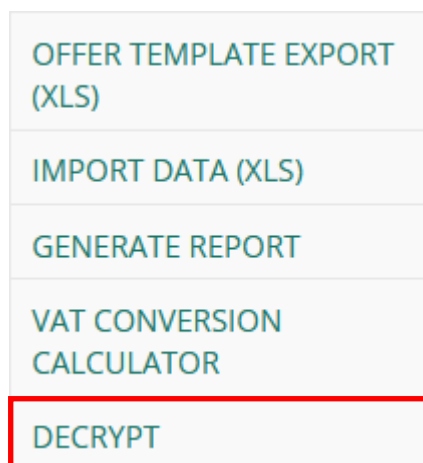 OFFER TEMPLATE EXPORT
(XLS)
IMPORT DATA (XLS)
GENERATE REPORT
VAT CONVERSION
CALCULATOR
DECRYPT